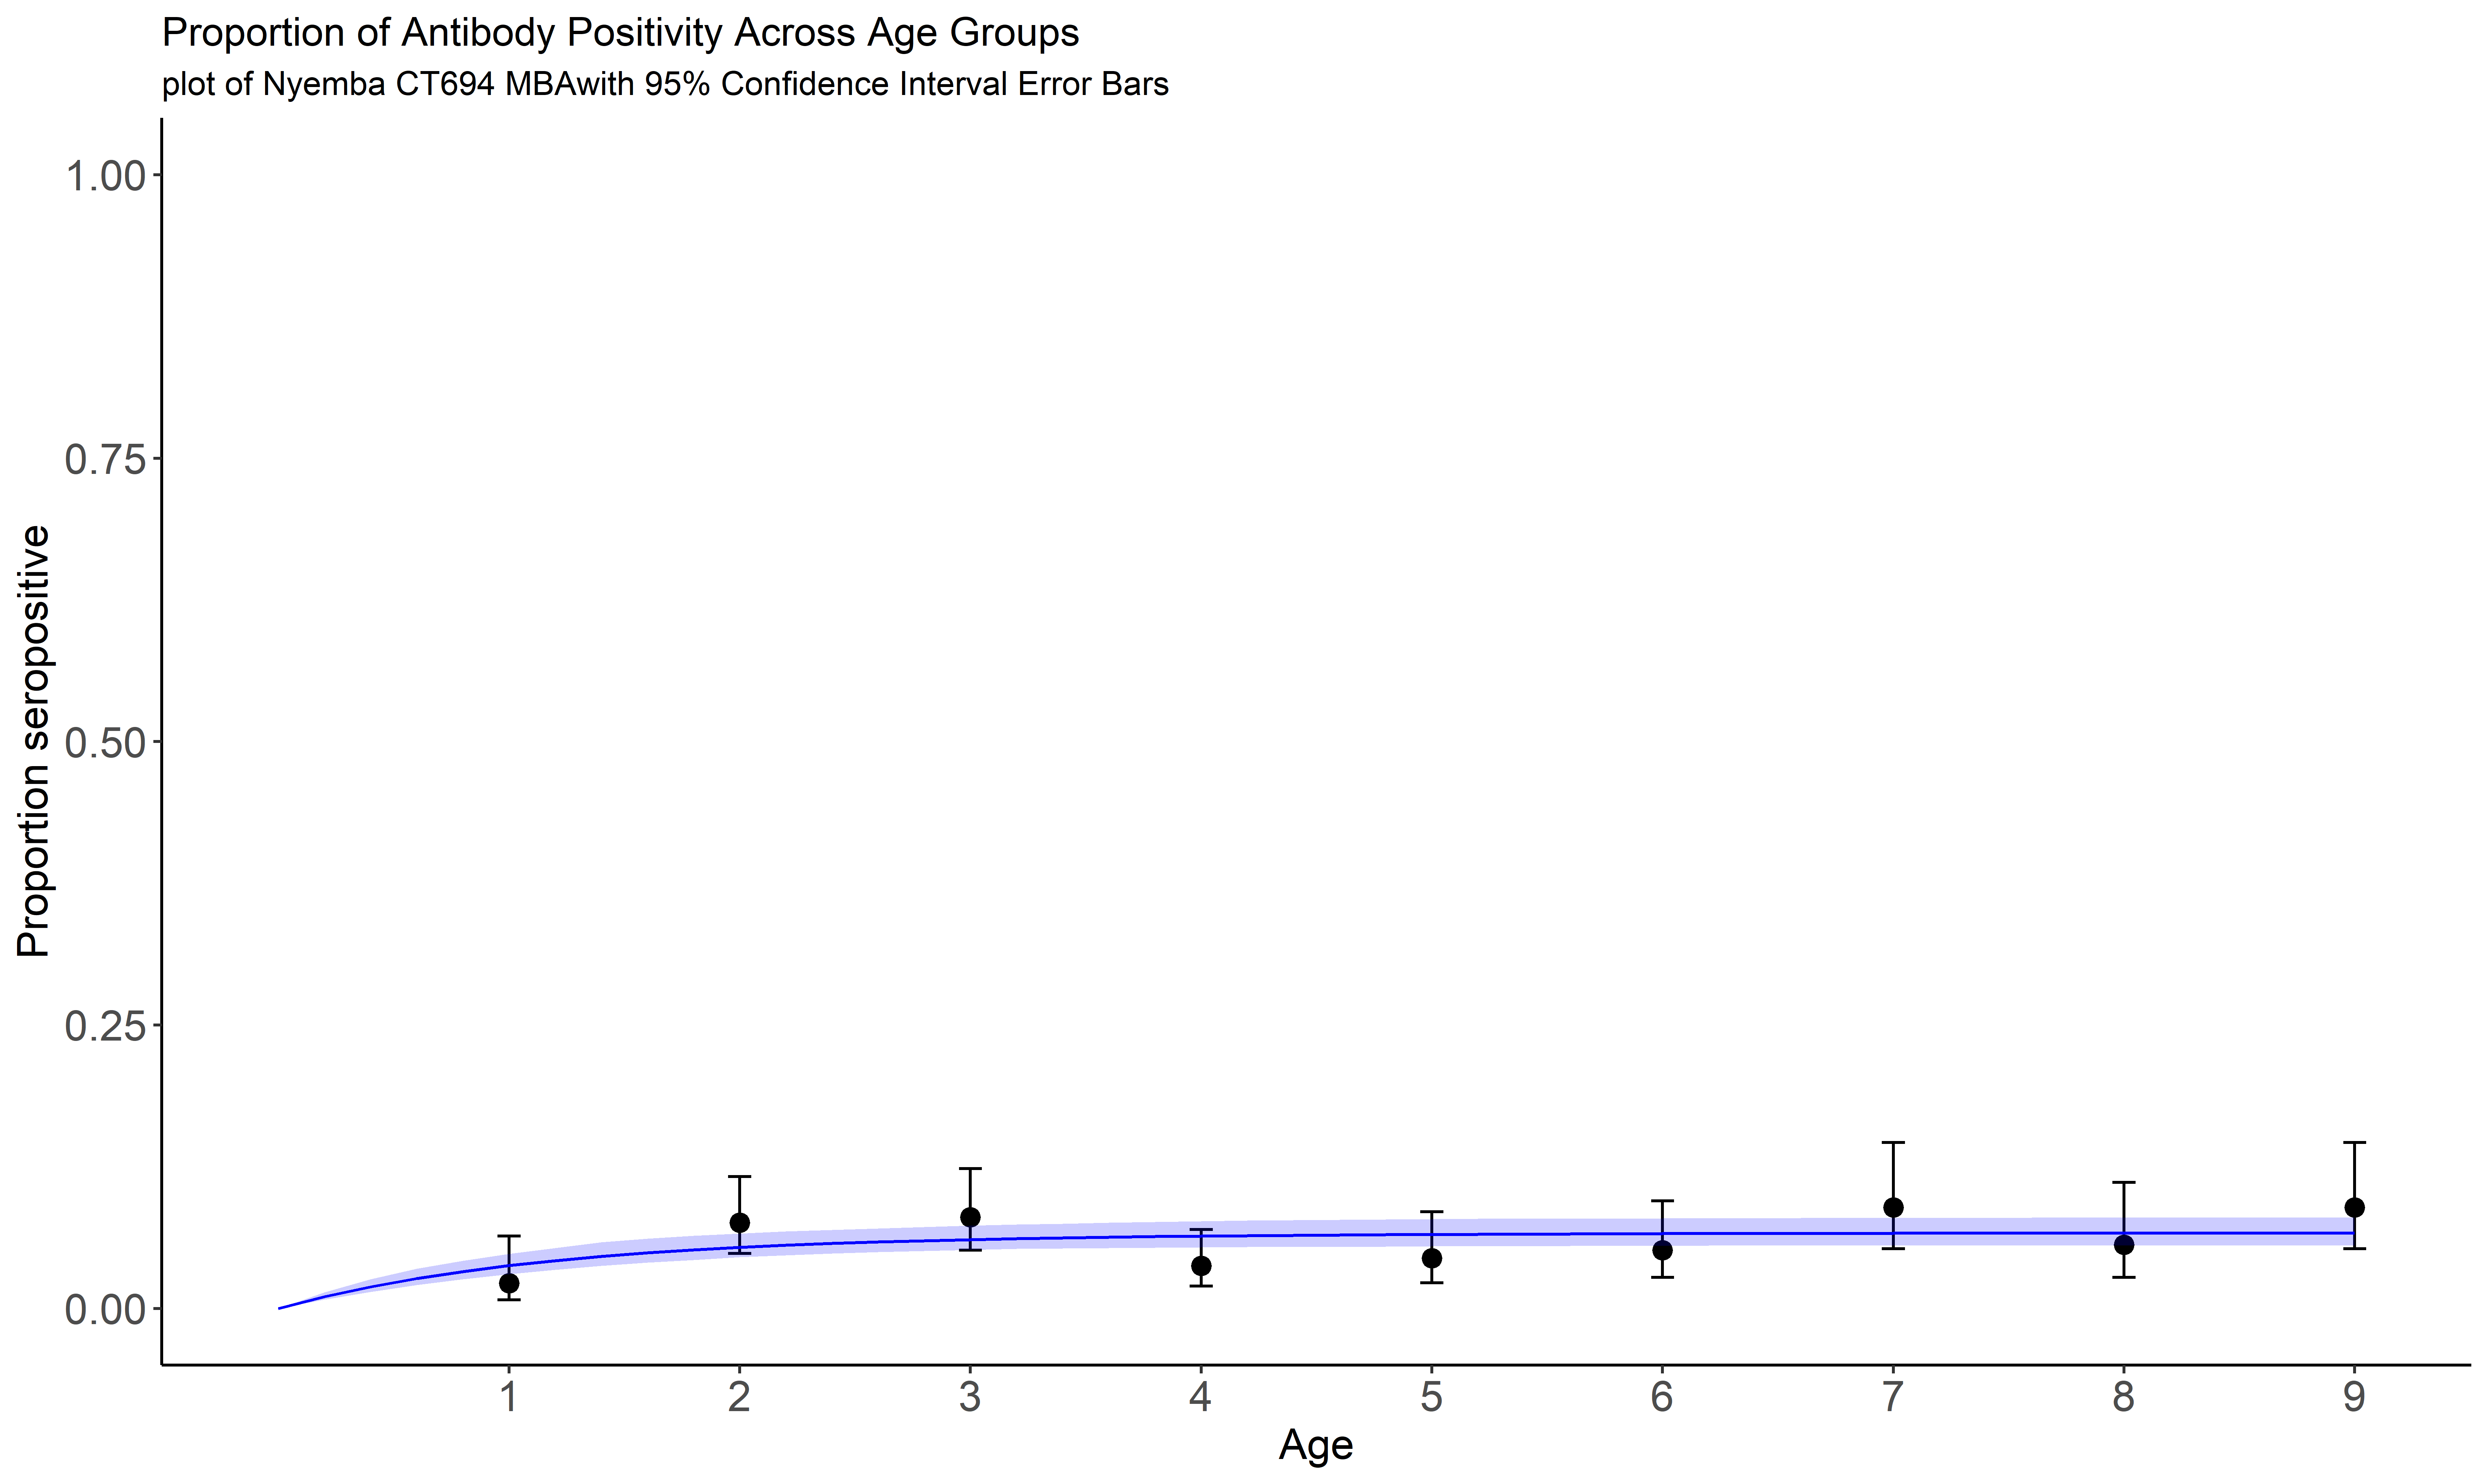 Proportion of Antibody Positivity Across Age Groups
plot of Nyemba CT694 MBAwith 95% Confidence Interval Error Bars
Proportion seropositive
1.00
0.75
0.50
0.25
0.00
1 2 3 4 5 6 7 8 9
Age